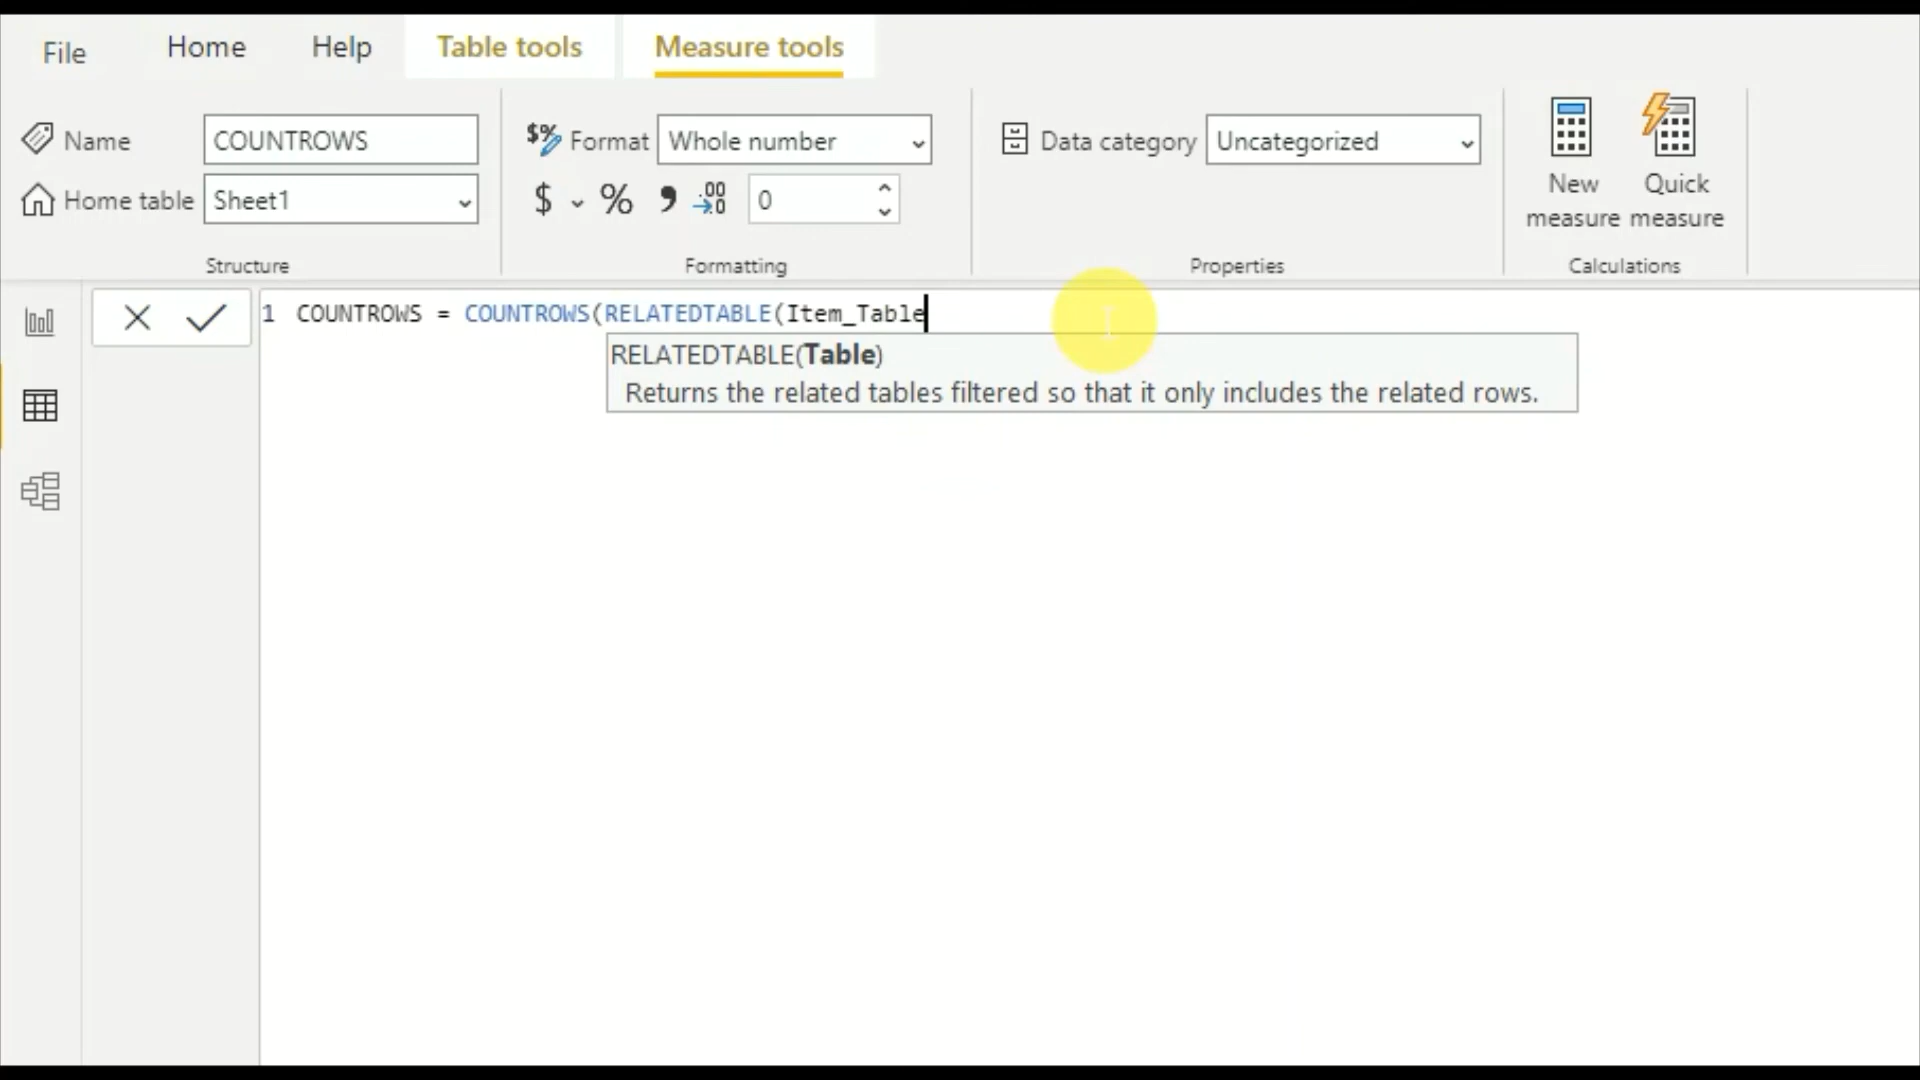 File Home Help Table tools Measure tools
Name COUNTROWS $% Format Whole number Data category Uncategorized
Home table Sheet1 $ % , .00 .0 0
New measure
Quick measure
Structure Formatting Properties Calculations
1 COUNTROWS = COUNTROWS(RELATEDTABLE(Item_Table
RELATEDTABLE(Table)
Returns the related tables filtered so that it only includes the related rows.